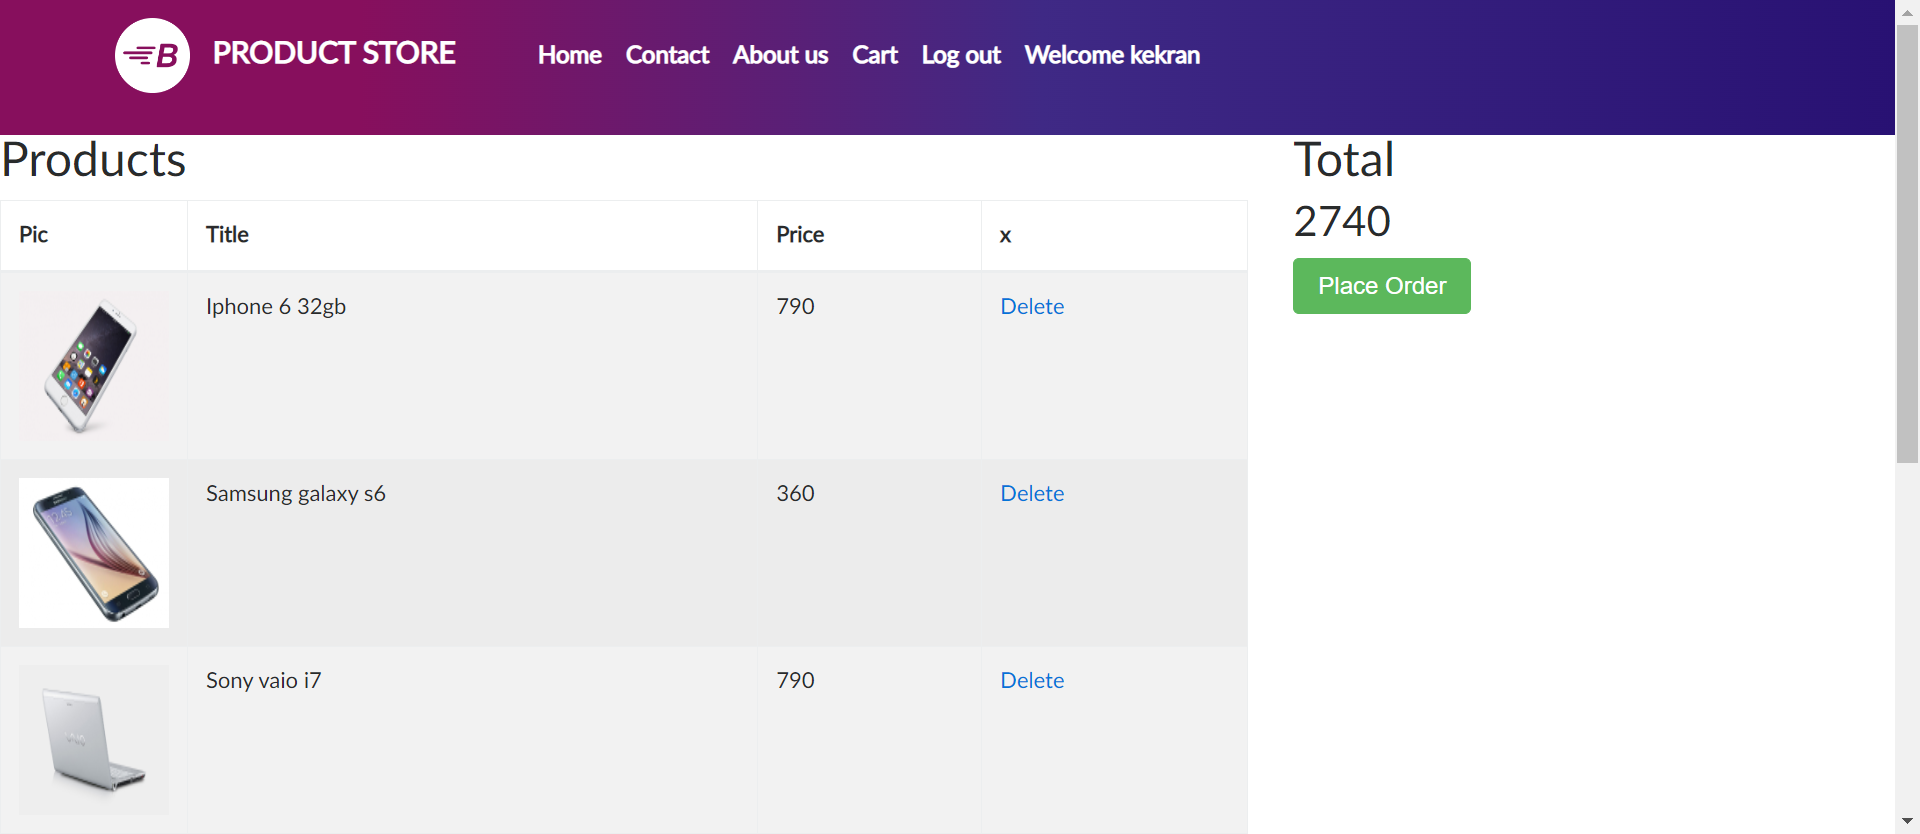 B PRODUCT STORE Home Contact About us Cart Log out Welcome kekran
Products
Total
2740
Place Order
Pic Title Price x
Iphone 6 32gb 790 Delete
Samsung galaxy s6 360 Delete
Sony vaio i7 790 Delete
VAIO